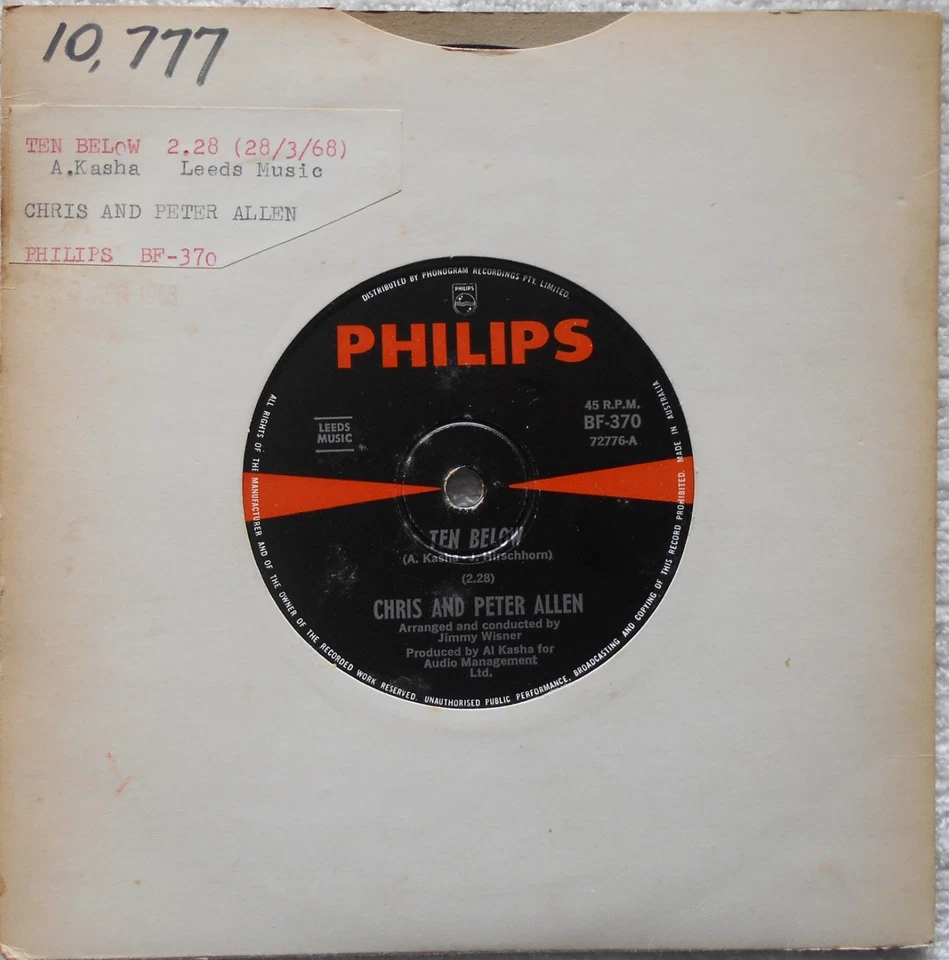 10,777
TEN BELOW 2.28 (28/3/68)
A.Kasha Leeds Music
CHRIS AND PETER ALLEN
PHILIPS BF-370
1968
DISTRIBUTED BY PHONOGRAM RECORDINGS PTY. LIMITED.
PHILIPS
PHILIPS
LEEDS
MUSIC
45 R.P.M.
BF-370
72776-A
TEN BELOW
(A. Kasha - J. Hirschhorn)
(2.28)
CHRIS AND PETER ALLEN
Arranged and conducted by
Jimmy Wisner
Produced by Al Kasha for
Audio Management
Ltd.
ALL RIGHTS OF THE MANUFACTURER AND OF THE OWNER OF THE RECORDED WORK RESERVED. UNAUTHORISED PUBLIC PERFORMANCE, BROADCASTING AND COPYING OF THIS RECORD PROHIBITED. MADE IN AUSTRALIA